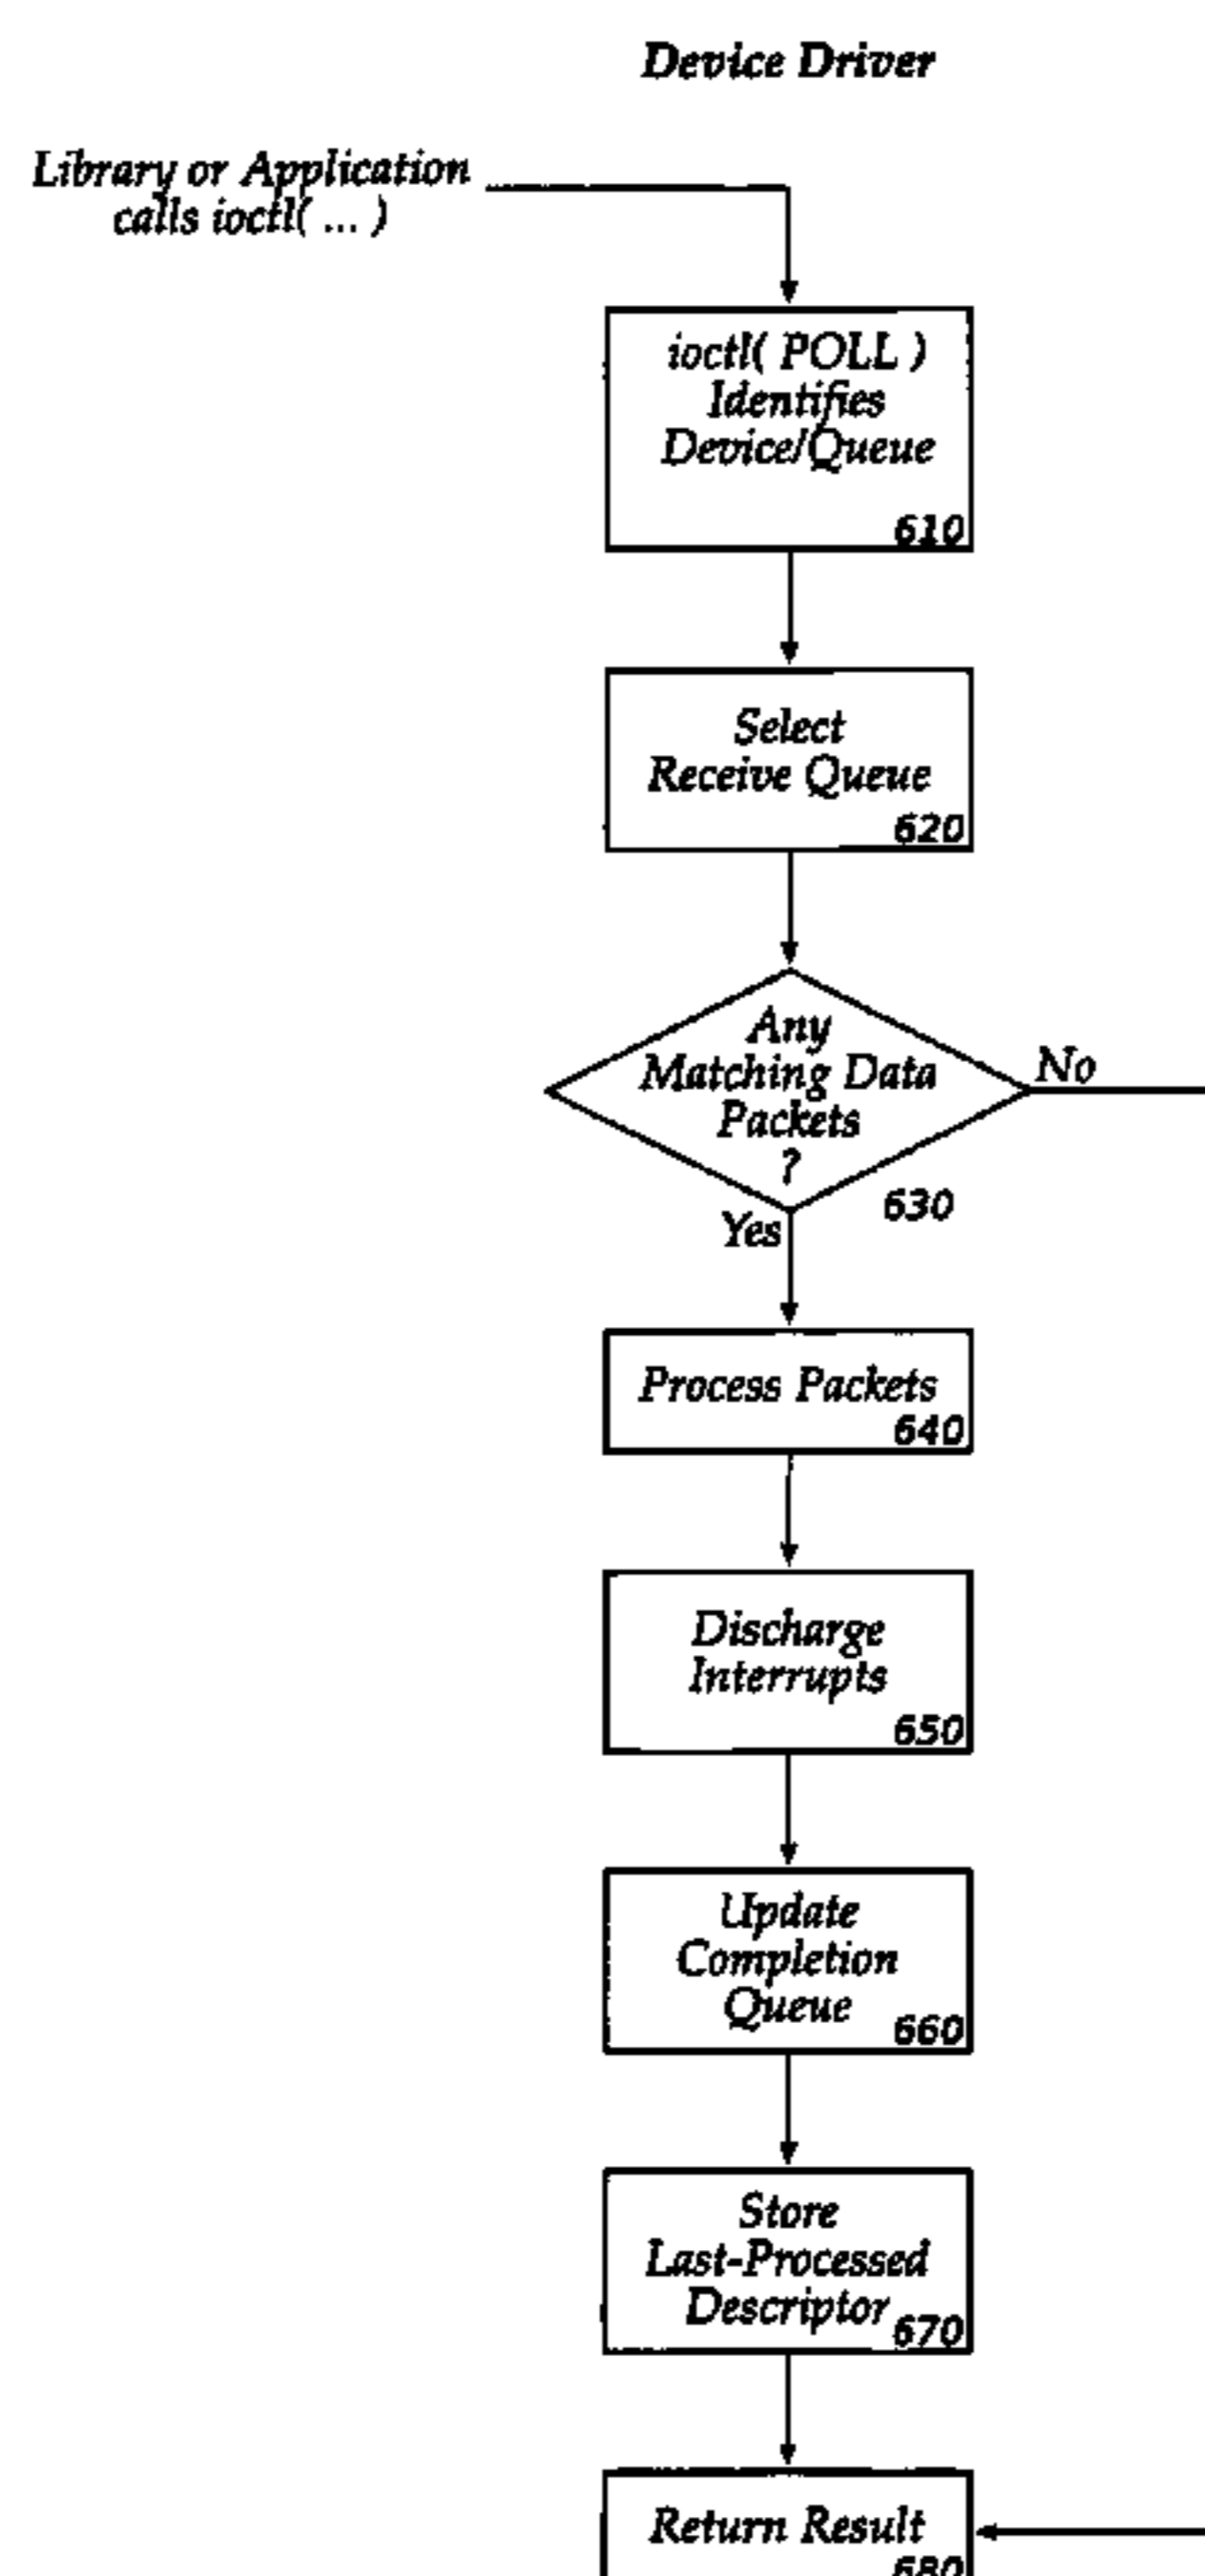 Device Driver
Library or Application
calls ioctl( ... )
ioctl( POLL )
Identifies
Device/Queue
610
Select
Receive Queue
620
Any
Matching Data
Packets
?
No
630
Yes
Process Packets
640
Discharge
Interrupts
650
Update
Completion
Queue
660
Store
Last-Processed
Descriptor
670
Return Result
680